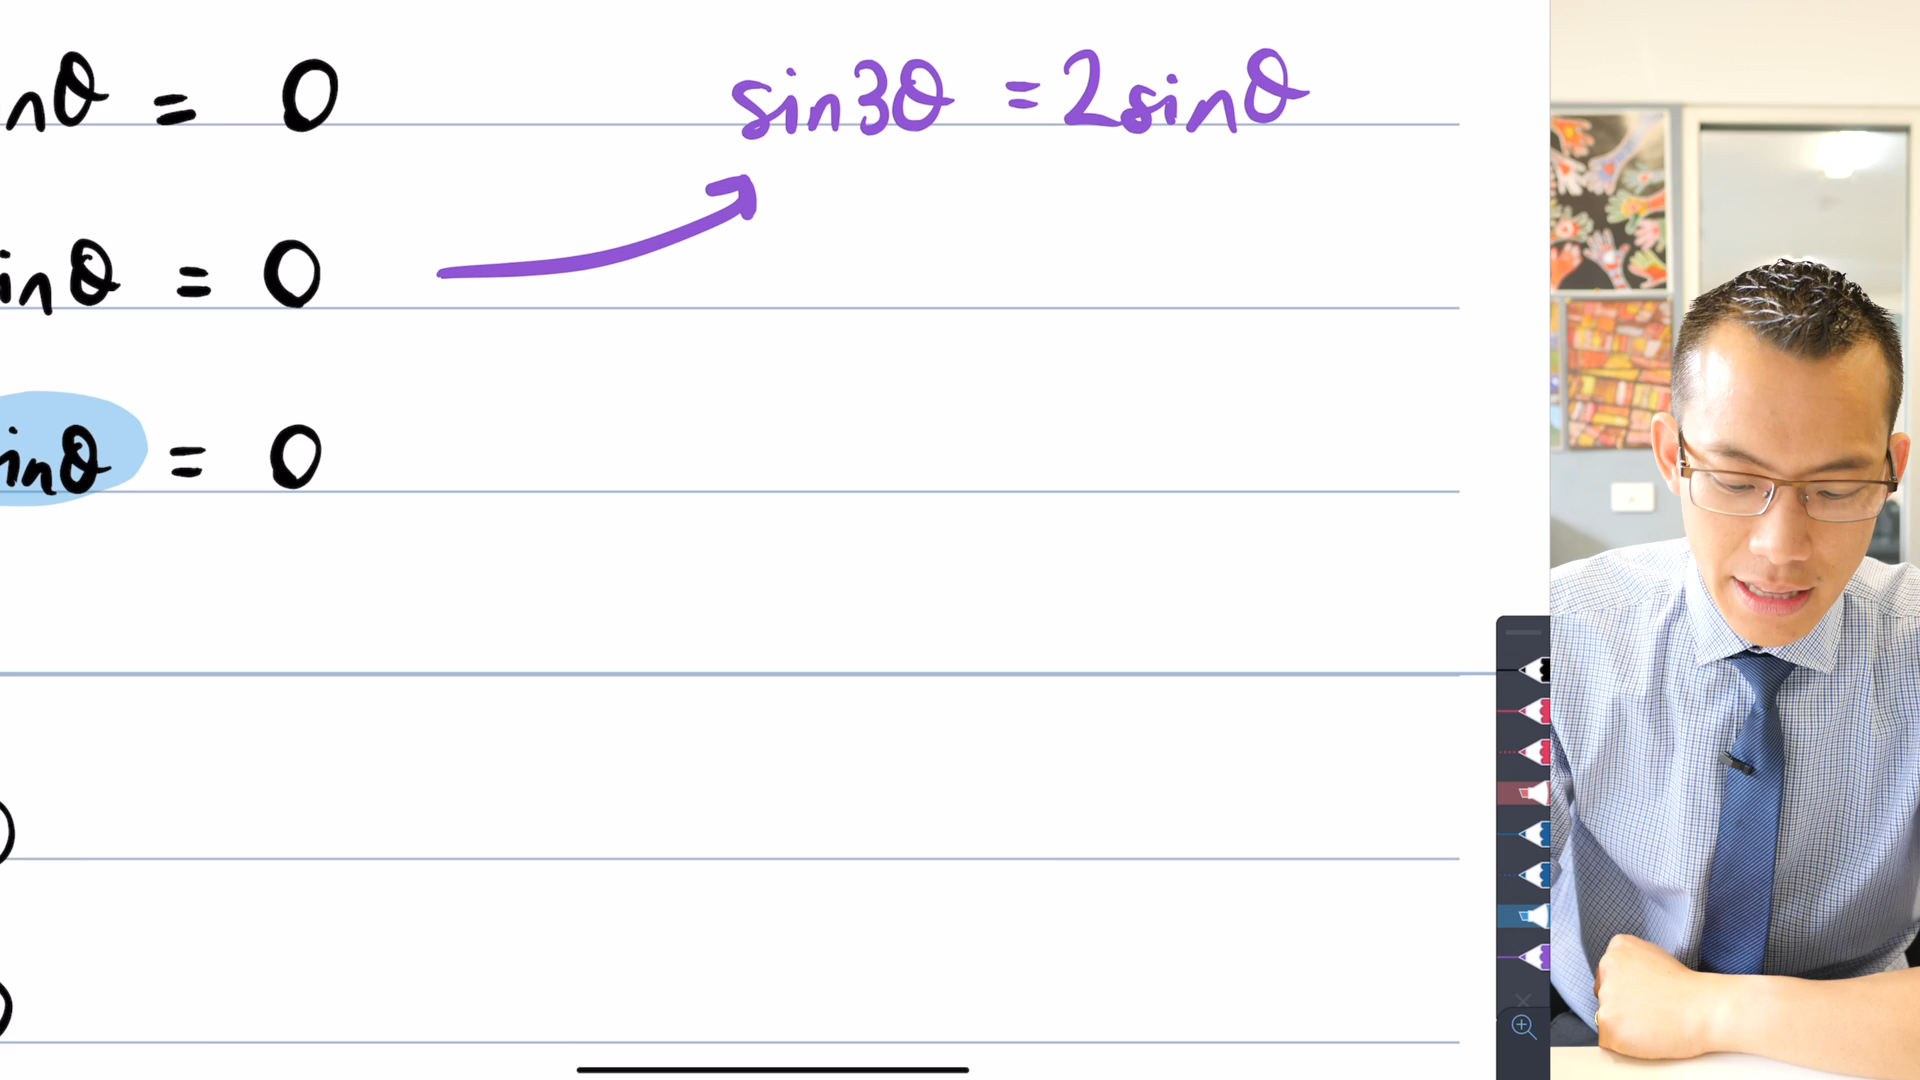 nθ = 0
sin3θ = 2sinθ
inθ = 0
inθ = 0
)
)